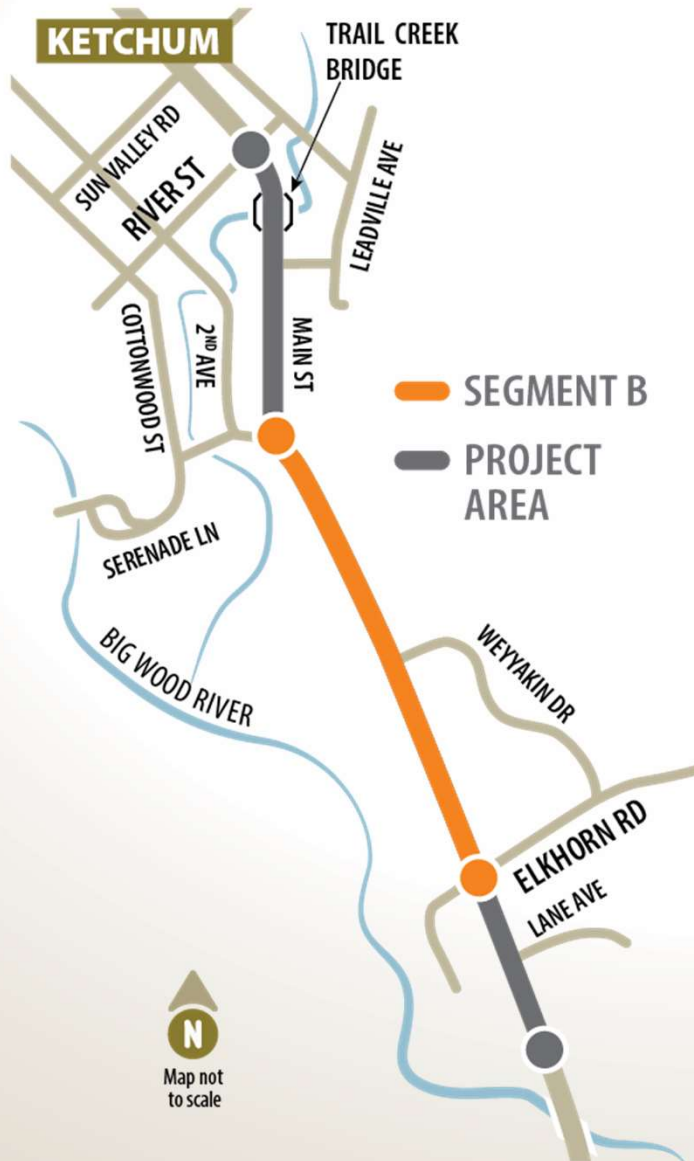 KETCHUM
TRAIL CREEK
BRIDGE
SUN VALLEY RD
RIVER ST
LEADVILLE AVE
COTTONWOOD ST
2ND AVE
MAIN ST
SEGMENT B
PROJECT
AREA
SERENADE LN
BIG WOOD RIVER
WEYYAKIN DR
ELKHORN RD
LANE AVE
N
Map not
to scale